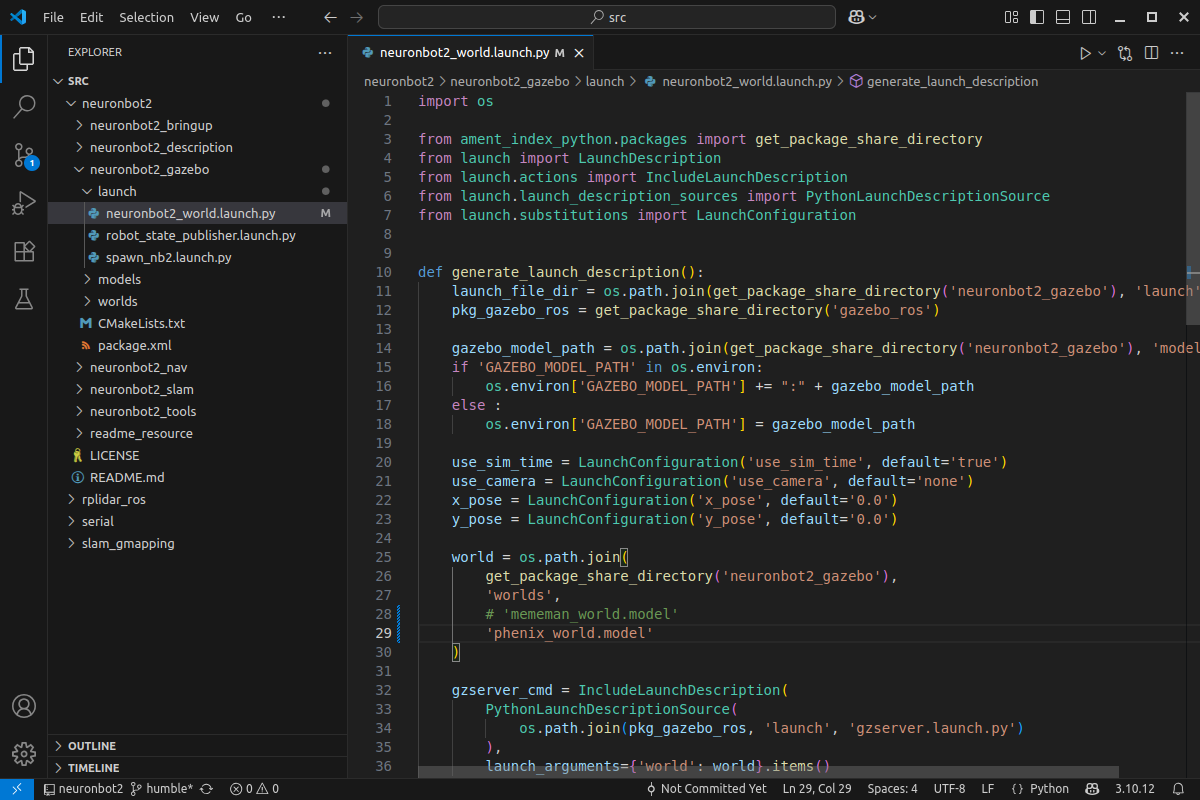 File Edit Selection View Go ··· src
EXPLORER ···
neuronbot2_world.launch.py M
neuronbot2 > neuronbot2_gazebo > launch > neuronbot2_world.launch.py > generate_launch_description
SRC
neuronbot2
neuronbot2_bringup
neuronbot2_description
neuronbot2_gazebo
launch
neuronbot2_world.launch.py M
robot_state_publisher.launch.py
spawn_nb2.launch.py
models
worlds
CMakeLists.txt
package.xml
neuronbot2_nav
neuronbot2_slam
neuronbot2_tools
readme_resource
LICENSE
README.md
rplidar_ros
serial
slam_gmapping
OUTLINE
TIMELINE
1
1 import os
2
3 from ament_index_python.packages import get_package_share_directory
4 from launch import LaunchDescription
5 from launch.actions import IncludeLaunchDescription
6 from launch.launch_description_sources import PythonLaunchDescriptionSource
7 from launch.substitutions import LaunchConfiguration
8
9
10 def generate_launch_description():
11 launch_file_dir = os.path.join(get_package_share_directory('neuronbot2_gazebo'), 'launch'
12 pkg_gazebo_ros = get_package_share_directory('gazebo_ros')
13
14 gazebo_model_path = os.path.join(get_package_share_directory('neuronbot2_gazebo'), 'model
15 if 'GAZEBO_MODEL_PATH' in os.environ:
16 os.environ['GAZEBO_MODEL_PATH'] += ":" + gazebo_model_path
17 else :
18 os.environ['GAZEBO_MODEL_PATH'] = gazebo_model_path
19
20 use_sim_time = LaunchConfiguration('use_sim_time', default='true')
21 use_camera = LaunchConfiguration('use_camera', default='none')
22 x_pose = LaunchConfiguration('x_pose', default='0.0')
23 y_pose = LaunchConfiguration('y_pose', default='0.0')
24
25 world = os.path.join(
26 get_package_share_directory('neuronbot2_gazebo'),
27 'worlds',
28 # 'mememan_world.model'
29 'phenix_world.model'
30 )
31
32 gzserver_cmd = IncludeLaunchDescription(
33 PythonLaunchDescriptionSource(
34 os.path.join(pkg_gazebo_ros, 'launch', 'gzserver.launch.py')
35 ),
36 launch_arguments={'world': world}.items()
neuronbot2 humble* 0 0 Not Committed Yet Ln 29, Col 29 Spaces: 4 UTF-8 LF { } Python 3.10.12